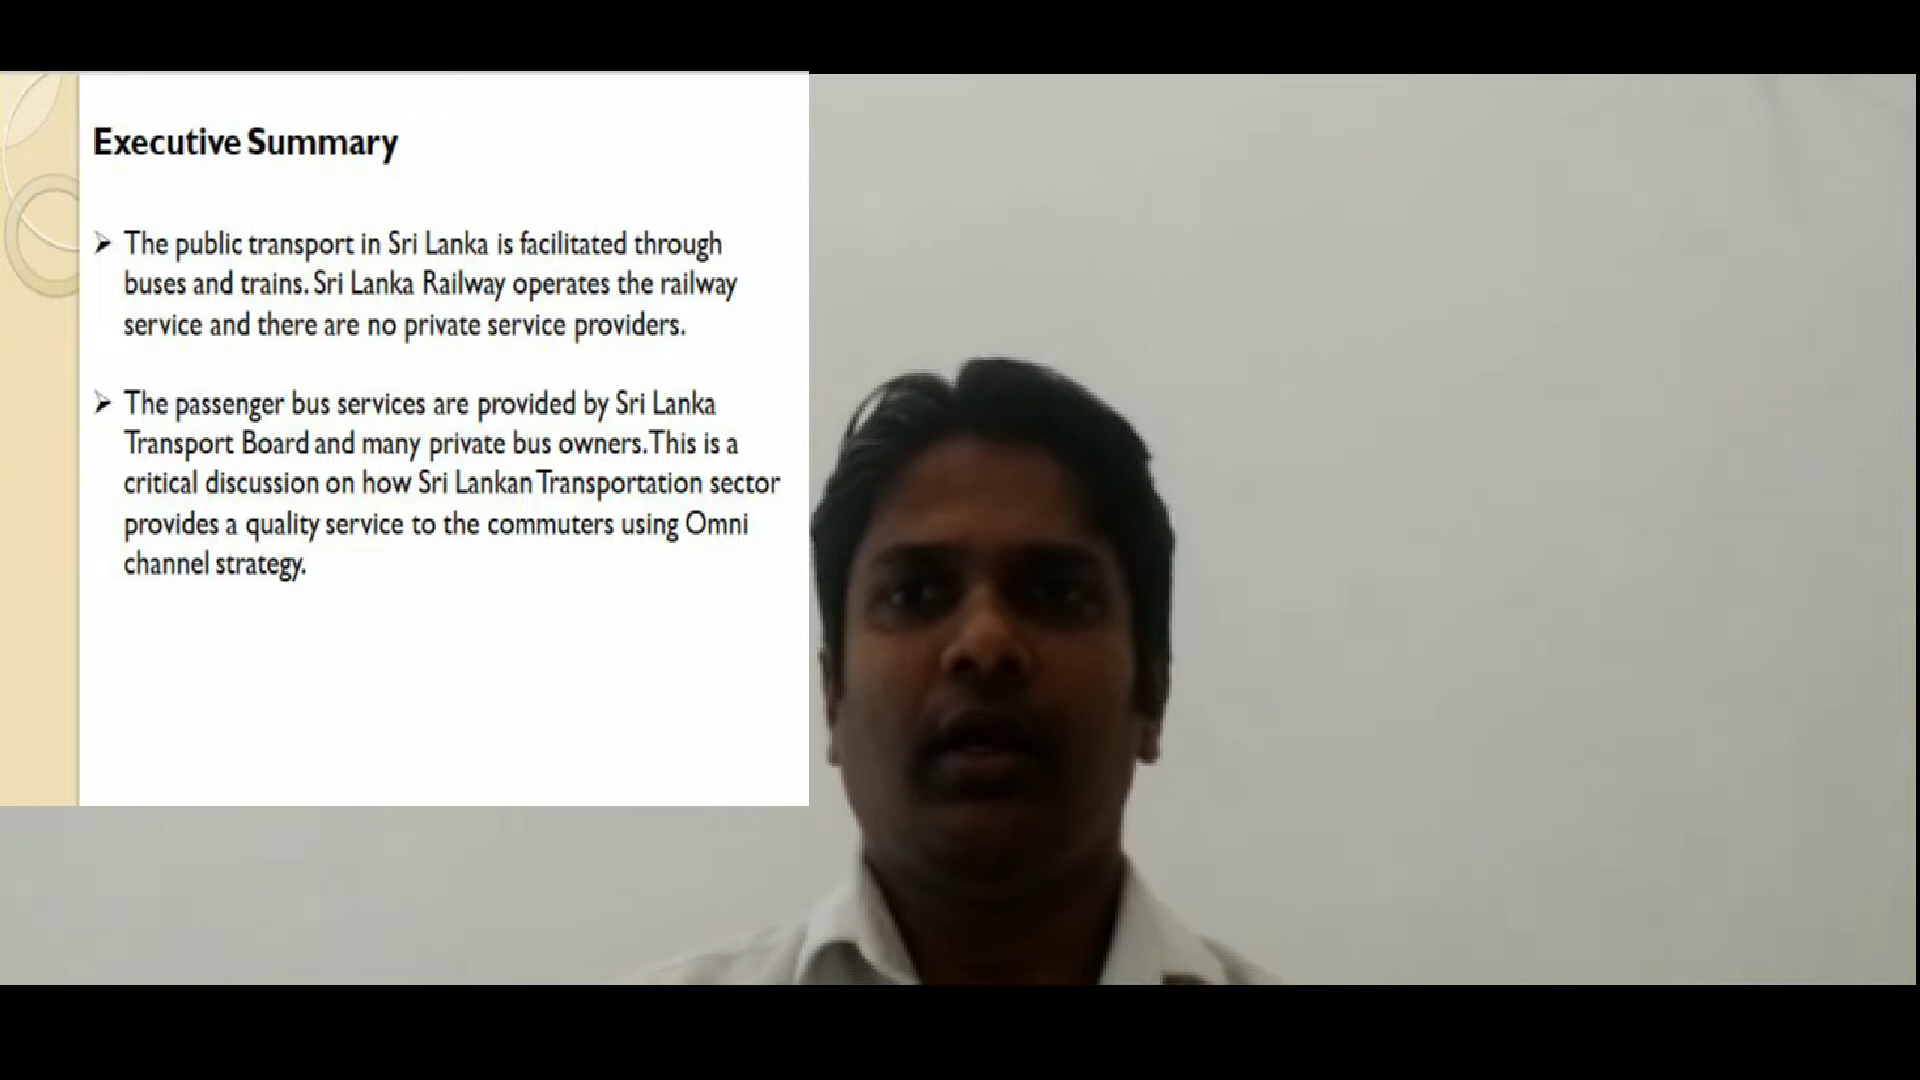 Executive Summary
The public transport in Sri Lanka is facilitated through
buses and trains. Sri Lanka Railway operates the railway
service and there are no private service providers.
The passenger bus services are provided by Sri Lanka
Transport Board and many private bus owners. This is a
critical discussion on how Sri Lankan Transportation sector
provides a quality service to the commuters using Omni
channel strategy.